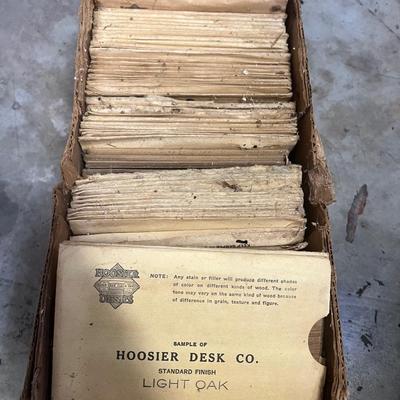 HOOSIER
DESKS
NOTE: Any stain or filler will produce different shades
of color on different kinds of wood. The color
tone may vary on the same kind of wood because
of difference in grain, texture and figure.
SAMPLE OF
HOOSIER DESK CO.
STANDARD FINISH
LIGHT OAK